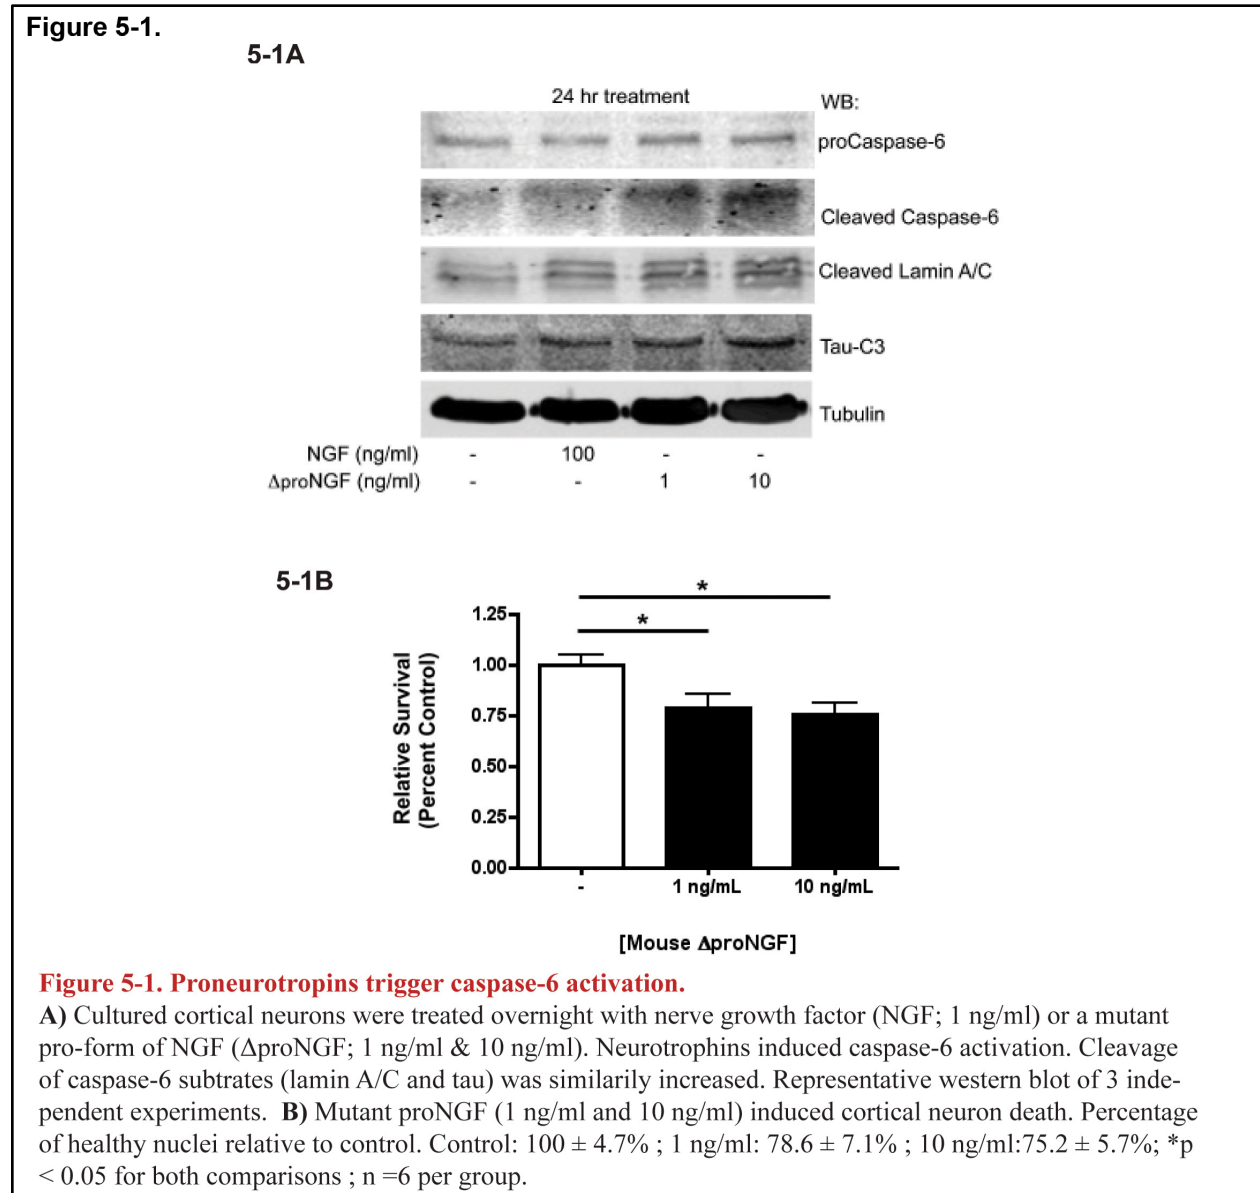 Figure 5-1.
5-1A
24 hr treatment
WB:
proCaspase-6
Cleaved Caspase-6
Cleaved Lamin A/C
Tau-C3
Tubulin
NGF (ng/ml) - 100 - -
ΔproNGF (ng/ml) - - 1 10
5-1B
*
*
1.25
1.00
0.75
0.50
0.25
0.00
Relative Survival
(Percent Control)
- 1 ng/mL 10 ng/mL
[Mouse ΔproNGF]
Figure 5-1. Proneurotropins trigger caspase-6 activation.
A) Cultured cortical neurons were treated overnight with nerve growth factor (NGF; 1 ng/ml) or a mutant
pro-form of NGF (ΔproNGF; 1 ng/ml & 10 ng/ml). Neurotrophins induced caspase-6 activation. Cleavage
of caspase-6 subtrates (lamin A/C and tau) was similarily increased. Representative western blot of 3 inde-
pendent experiments. B) Mutant proNGF (1 ng/ml and 10 ng/ml) induced cortical neuron death. Percentage
of healthy nuclei relative to control. Control: 100 ± 4.7% ; 1 ng/ml: 78.6 ± 7.1% ; 10 ng/ml:75.2 ± 5.7%; *p
< 0.05 for both comparisons ; n =6 per group.